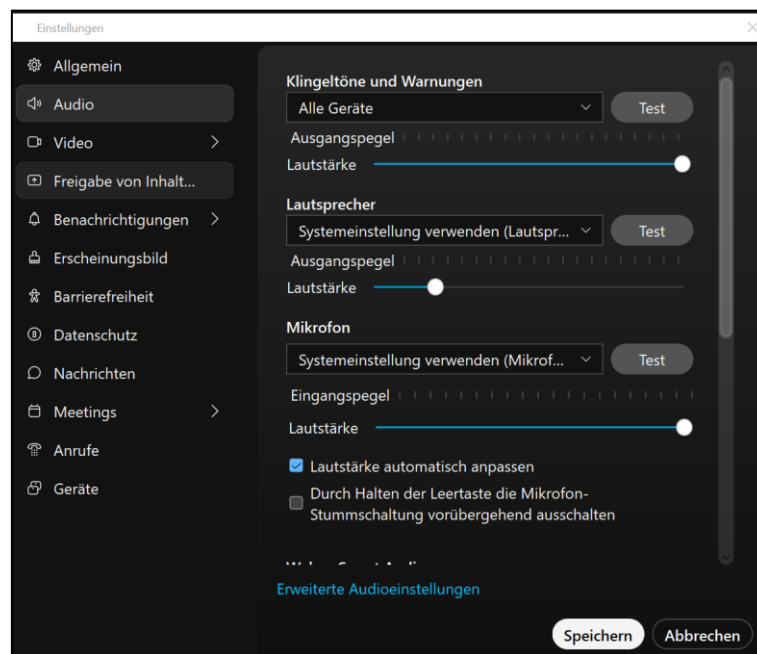 Einstellungen
Allgemein
Audio
Video
Freigabe von Inhalt...
Benachrichtigungen
Erscheinungsbild
Barrierefreiheit
Datenschutz
Nachrichten
Meetings
Anrufe
Geräte
Klingeltöne und Warnungen
Alle Geräte
Test
Ausgangspegel
Lautstärke
Lautsprecher
Systemeinstellung verwenden (Lautspr...
Test
Ausgangspegel
Lautstärke
Mikrofon
Systemeinstellung verwenden (Mikrof...
Test
Eingangspegel
Lautstärke
Lautstärke automatisch anpassen
Durch Halten der Leertaste die Mikrofon-
Stummschaltung vorübergehend ausschalten
Erweiterte Audioeinstellungen
Speichern
Abbrechen